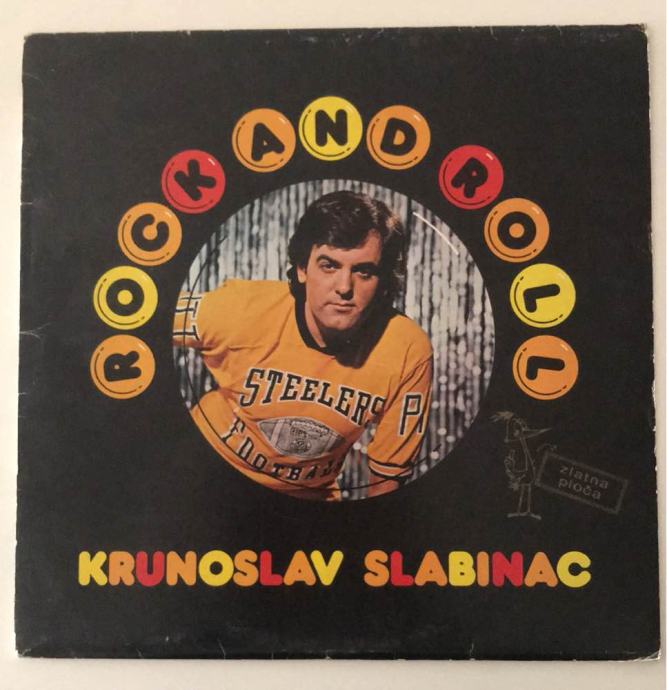 ROCK AND ROLL
STEELERS
FOOTBALL
zlatna
ploča
KRUNOSLAV SLABINAC